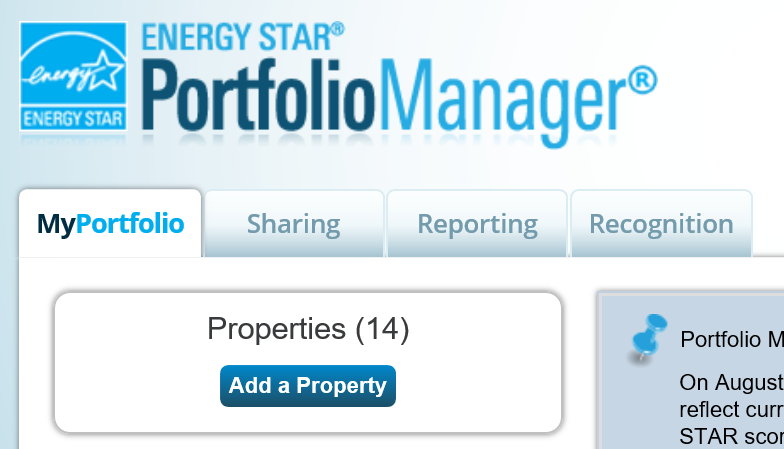 ENERGY STAR®
PortfolioManager®
energy
ENERGY STAR
MyPortfolio
Sharing
Reporting
Recognition
Properties (14)
Add a Property
Portfolio M
On August
reflect curr
STAR scor